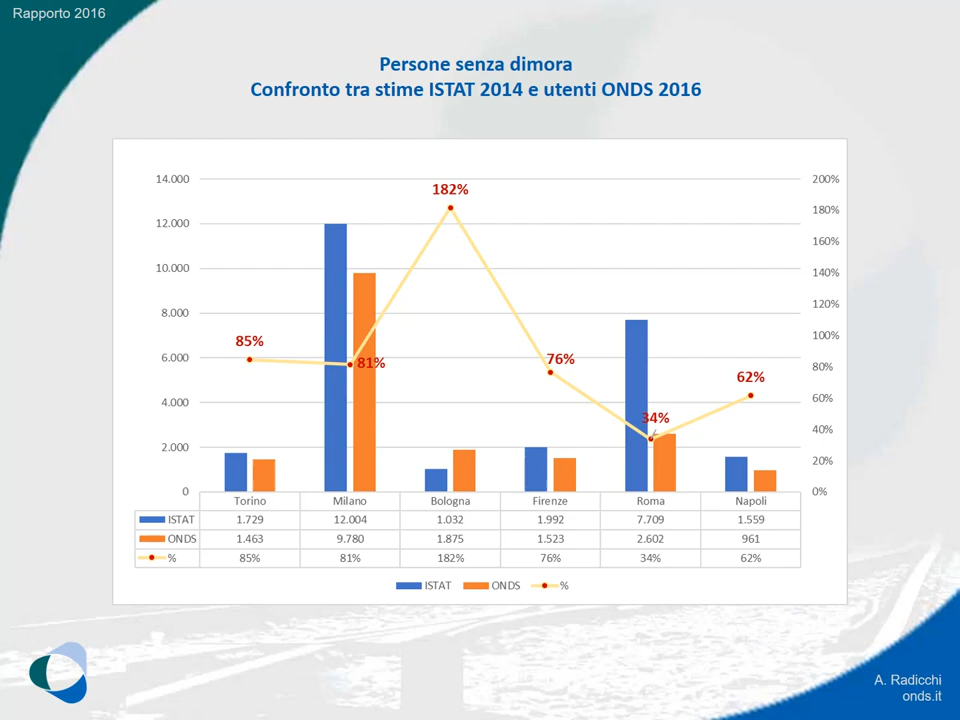 Rapporto 2016
Persone senza dimora
Confronto tra stime ISTAT 2014 e utenti ONDS 2016
14.000 200%
182%
180%
12.000
160%
10.000 140%
120%
8.000
85% 100%
6.000 81% 76% 80%
62%
60%
4.000
34% 40%
2.000
20%
0 0%
Torino Milano Bologna Firenze Roma Napoli
ISTAT 1.729 12.004 1.032 1.992 7.709 1.559
ONDS 1.463 9.780 1.875 1.523 2.602 961
% 85% 81% 182% 76% 34% 62%
ISTAT ONDS %
A. Radicchi
onds.it